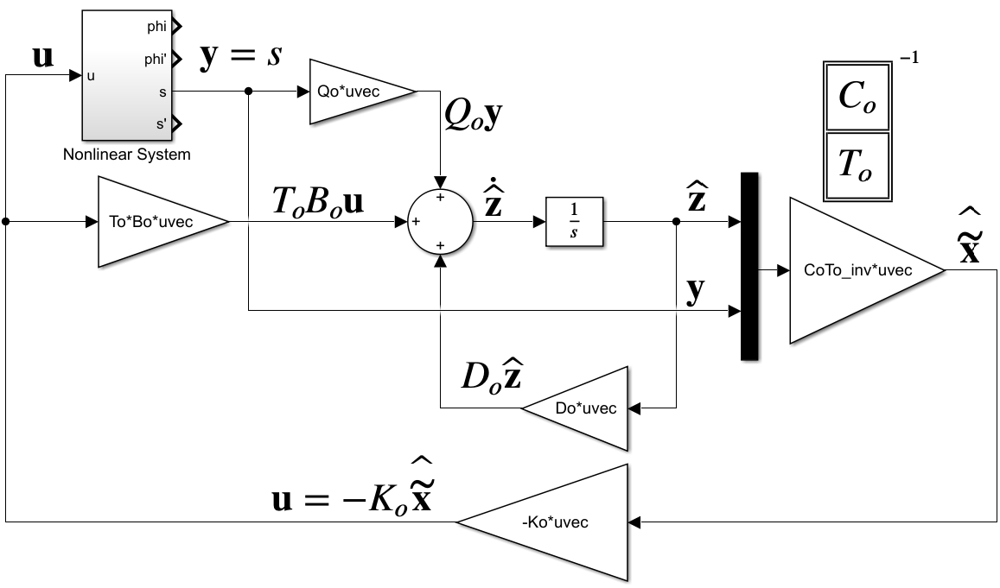 phi
u
phi'
y = s
u
s
Qo*uvec
s'
Nonlinear System
Qₒy
−1
Cₒ
Tₒ
TₒBₒu
To*Bo*uvec
+
+
+
ẑ̇
1
s
ẑ
y
CoTo_inv*uvec
x̃̂
Dₒẑ
Do*uvec
u = −Kₒx̃̂
-Ko*uvec